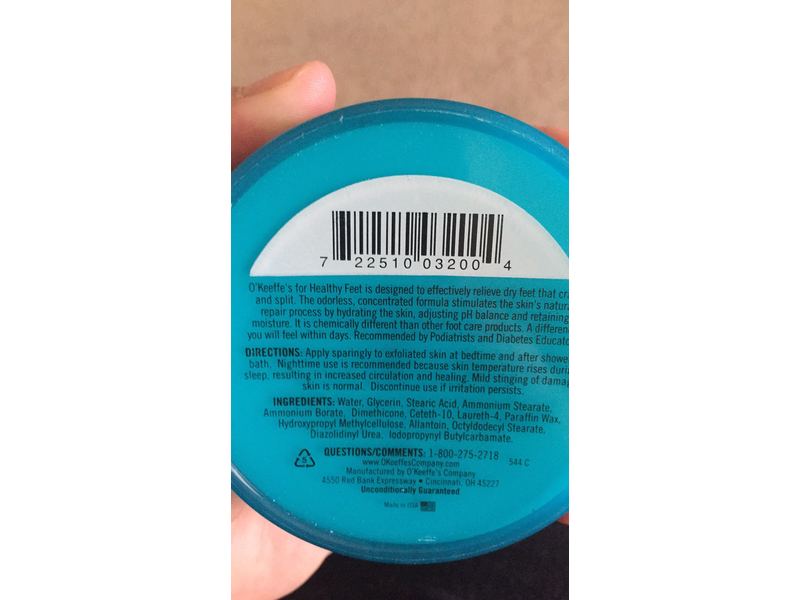 7 22510 03200 4
O'Keeffe's for Healthy Feet is designed to effectively relieve dry feet that
and split. The odorless, concentrated formula stimulates the skin's
repair process by hydrating the skin, adjusting pH balance and retaining
moisture. It is chemically different than other foot care products. A
you will feel within days. Recommended by Podiatrists and Diabetes
DIRECTIONS: Apply sparingly to exfoliated skin at bedtime and after
bath. Nighttime use is recommended because skin temperature rises
sleep, resulting in increased circulation and healing. Mild stinging of
skin is normal. Discontinue use if irritation persists.
INGREDIENTS: Water, Glycerin, Stearic Acid, Ammonium Stearate,
Ammonium Borate, Dimethicone, Ceteth-10, Laureth-4, Paraffin Wax,
Hydroxypropyl Methylcellulose, Allantoin, Octyldodecyl Stearate,
Diazolidinyl Urea, Iodopropynyl Butylcarbamate.
5
QUESTIONS/COMMENTS: 1-800-275-2718
www.OKeeffesCompany.com 544 C
Manufactured by O'Keeffe's Company
4550 Red Bank Expressway • Cincinnati, OH 45227
Unconditionally Guaranteed
Made in USA